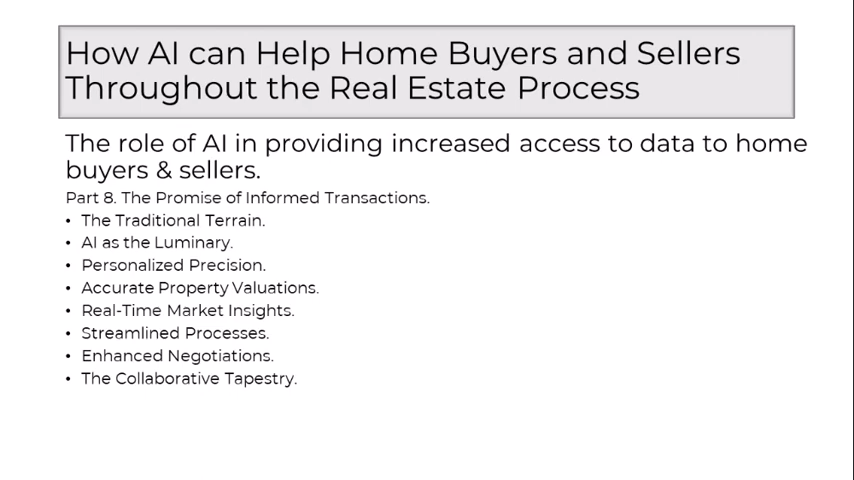 How AI can Help Home Buyers and Sellers
Throughout the Real Estate Process
The role of AI in providing increased access to data to home
buyers & sellers.
Part 8. The Promise of Informed Transactions.
• The Traditional Terrain.
• AI as the Luminary.
• Personalized Precision.
• Accurate Property Valuations.
• Real-Time Market Insights.
• Streamlined Processes.
• Enhanced Negotiations.
• The Collaborative Tapestry.